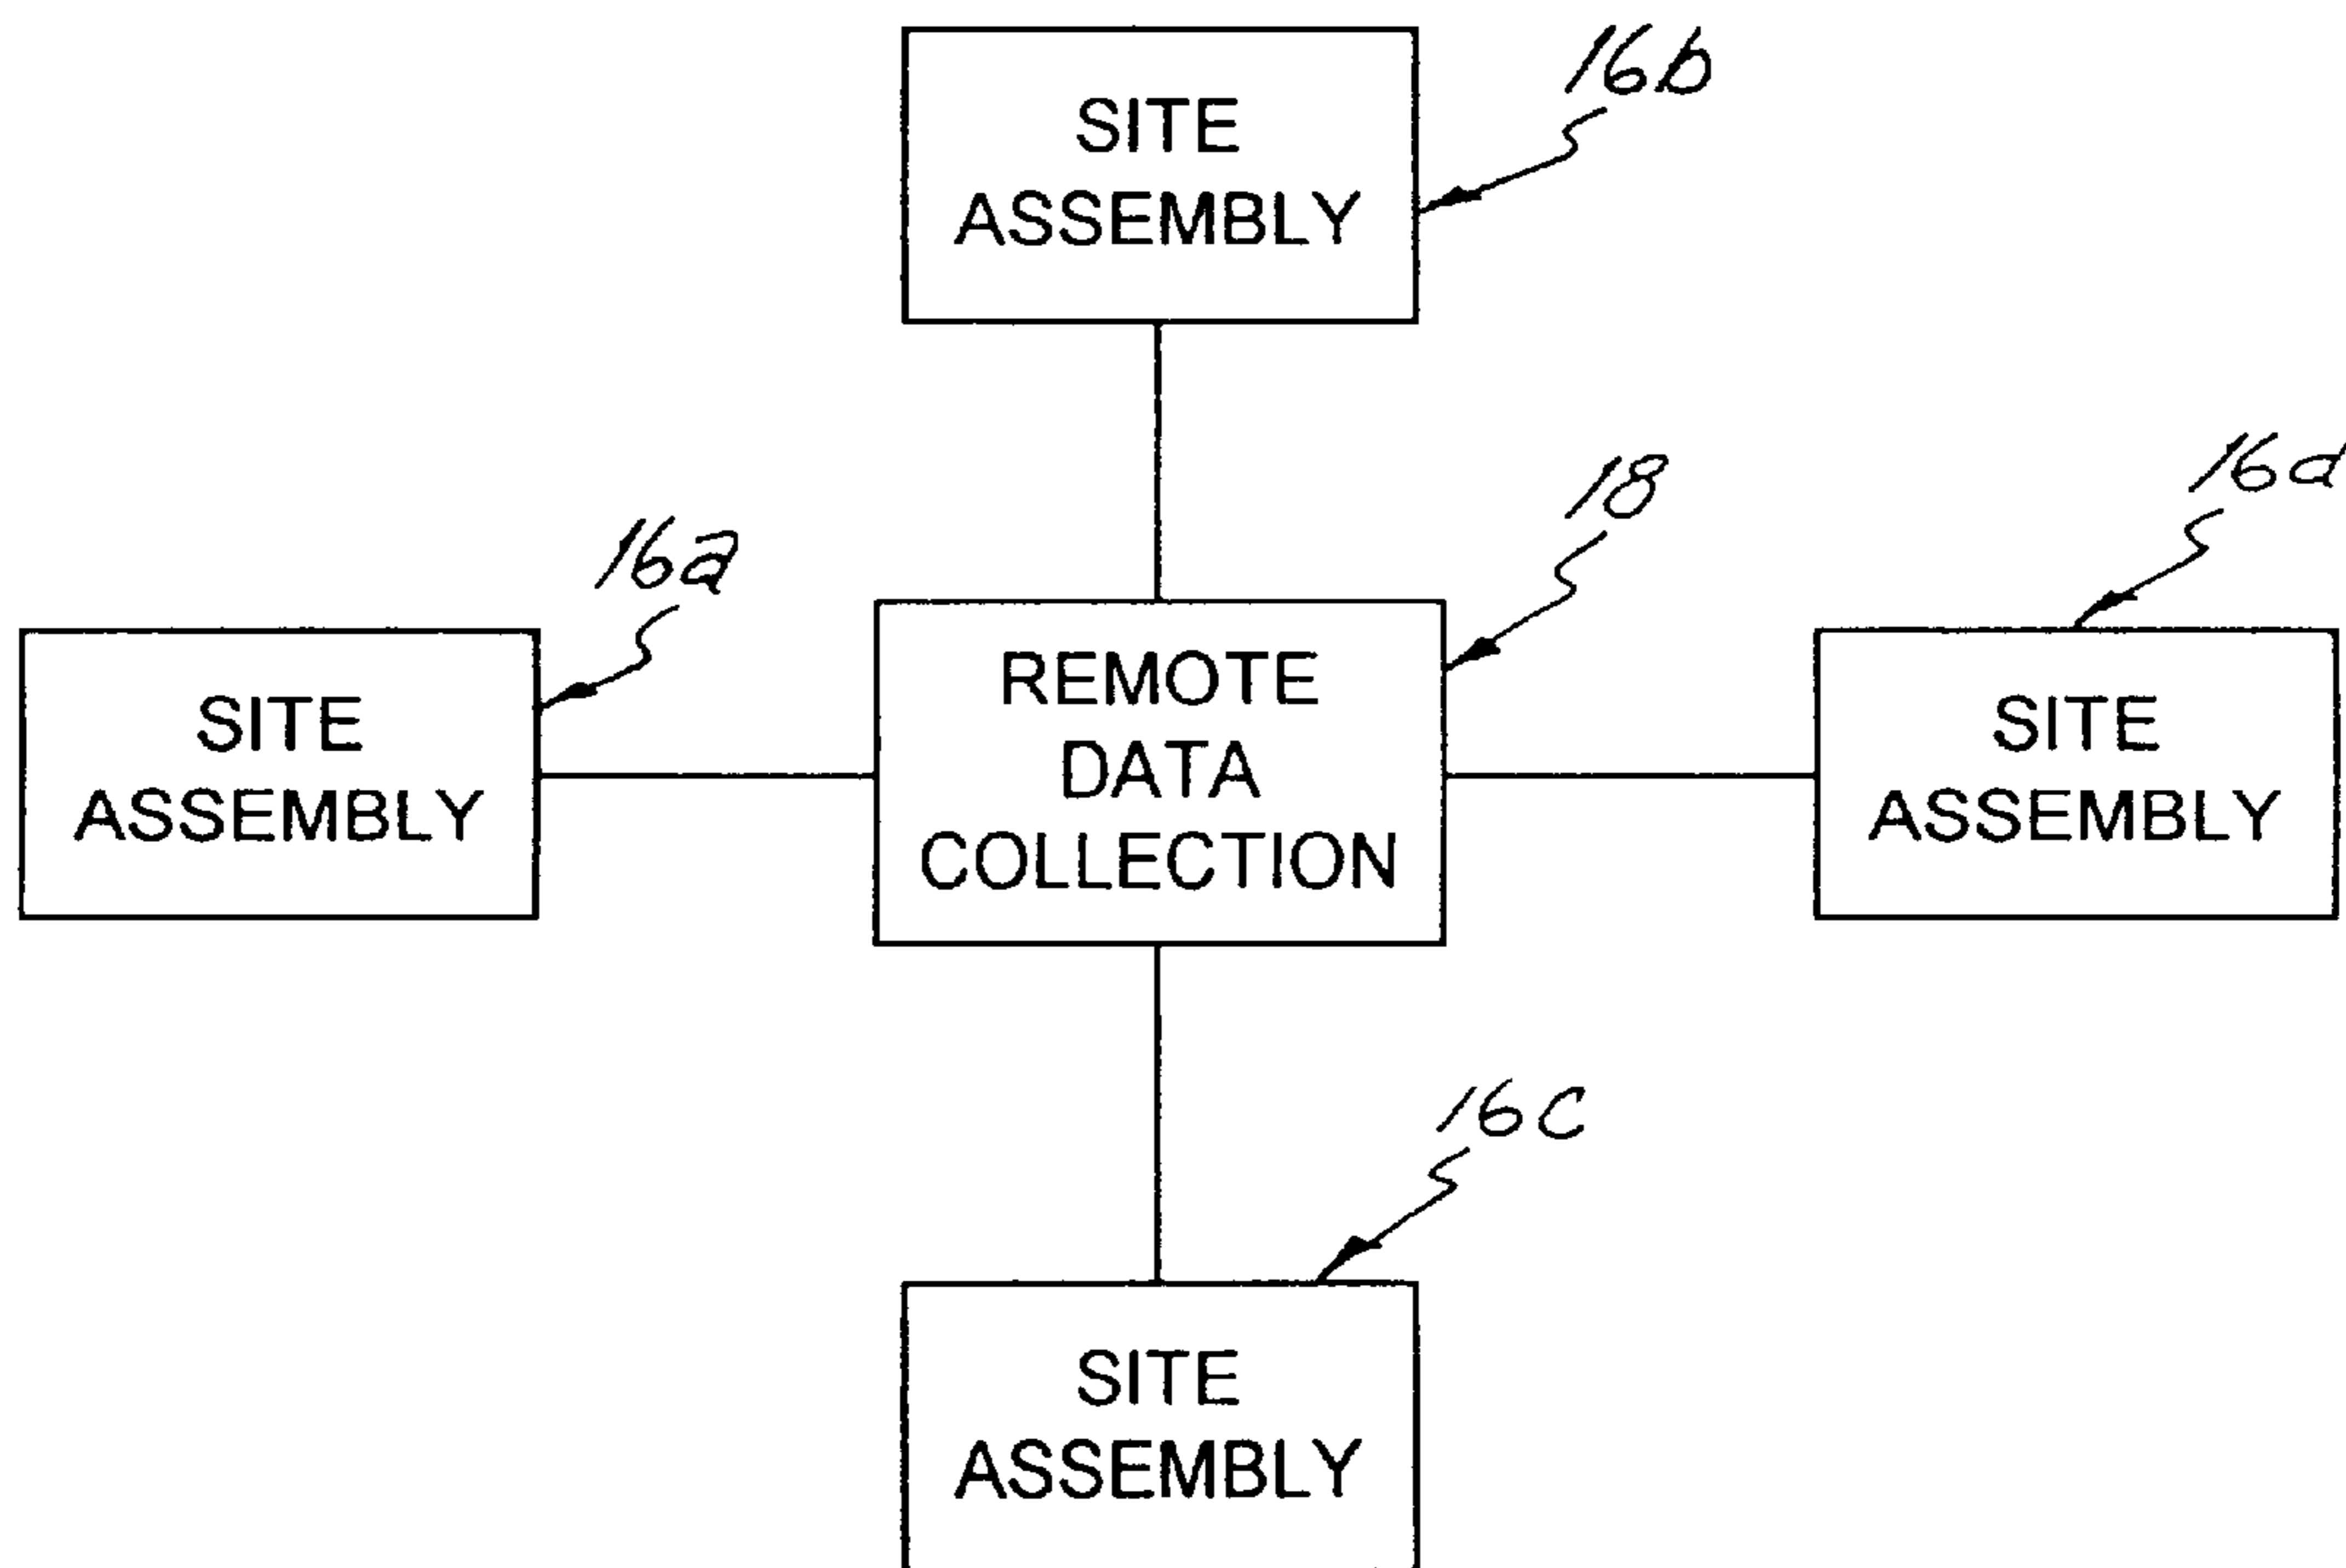 16b
SITE
ASSEMBLY
18
16d
16a
REMOTE
DATA
COLLECTION
SITE
ASSEMBLY
SITE
ASSEMBLY
16c
SITE
ASSEMBLY